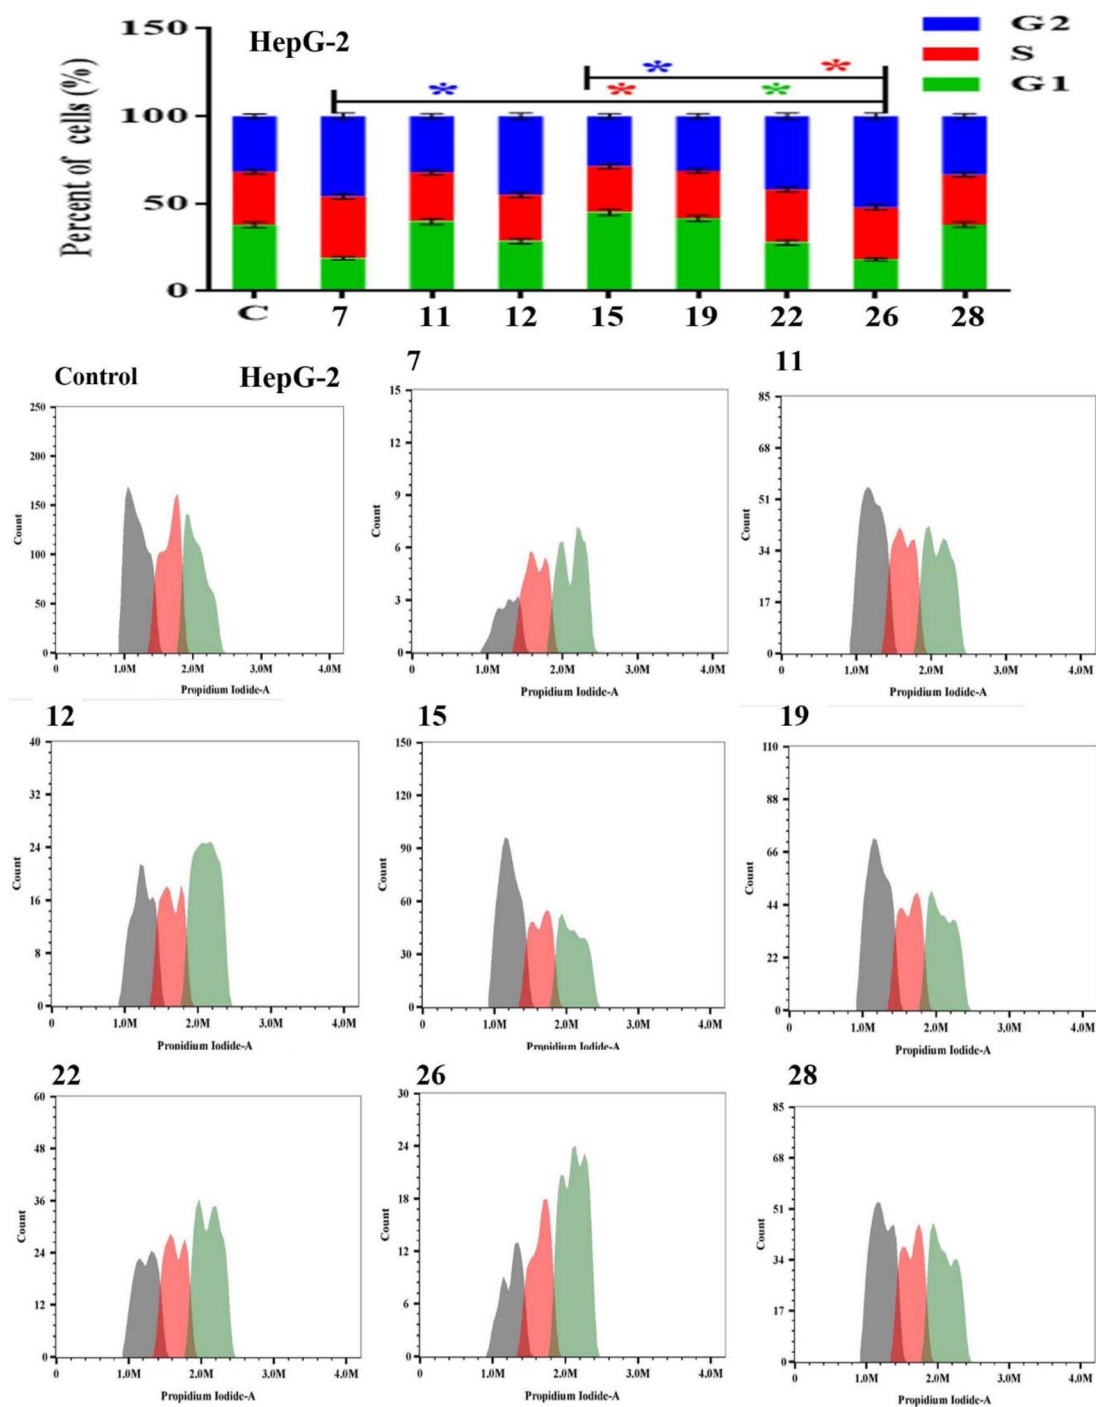 150
HepG-2
G2
S
G1
* *
* * *
100
50
0
Percent of cells (%)
C 7 11 12 15 19 22 26 28
Control HepG-2
250
200
150
100
50
0
Count
0 1.0M 2.0M 3.0M 4.0M
Propidium Iodide-A
7
15
12
9
6
3
0
Count
0 1.0M 2.0M 3.0M 4.0M
Propidium Iodide-A
11
85
68
51
34
17
0
Count
0 1.0M 2.0M 3.0M 4.0M
Propidium Iodide-A
12
40
32
24
16
8
0
Count
0 1.0M 2.0M 3.0M 4.0M
Propidium Iodide-A
15
150
120
90
60
30
0
Count
0 1.0M 2.0M 3.0M 4.0M
Propidium Iodide-A
19
110
88
66
44
22
0
Count
0 1.0M 2.0M 3.0M 4.0M
Propidium Iodide-A
22
60
48
36
24
12
0
Count
0 1.0M 2.0M 3.0M 4.0M
Propidium Iodide-A
26
30
24
18
12
6
0
Count
0 1.0M 2.0M 3.0M 4.0M
Propidium Iodide-A
28
85
68
51
34
17
0
Count
0 1.0M 2.0M 3.0M 4.0M
Propidium Iodide-A